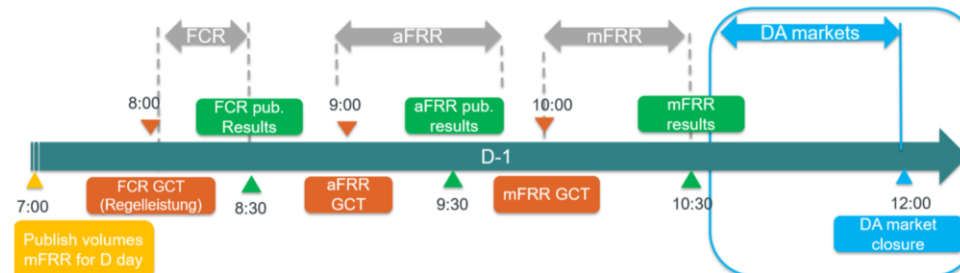 FCR
aFRR
mFRR
DA markets
8:00
FCR pub.
Results
9:00
aFRR pub.
results
10:00
mFRR
results
D-1
7:00
FCR GCT
(Regelleistung)
8:30
aFRR
GCT
9:30
mFRR GCT
10:30
12:00
Publish volumes
mFRR for D day
DA market
closure